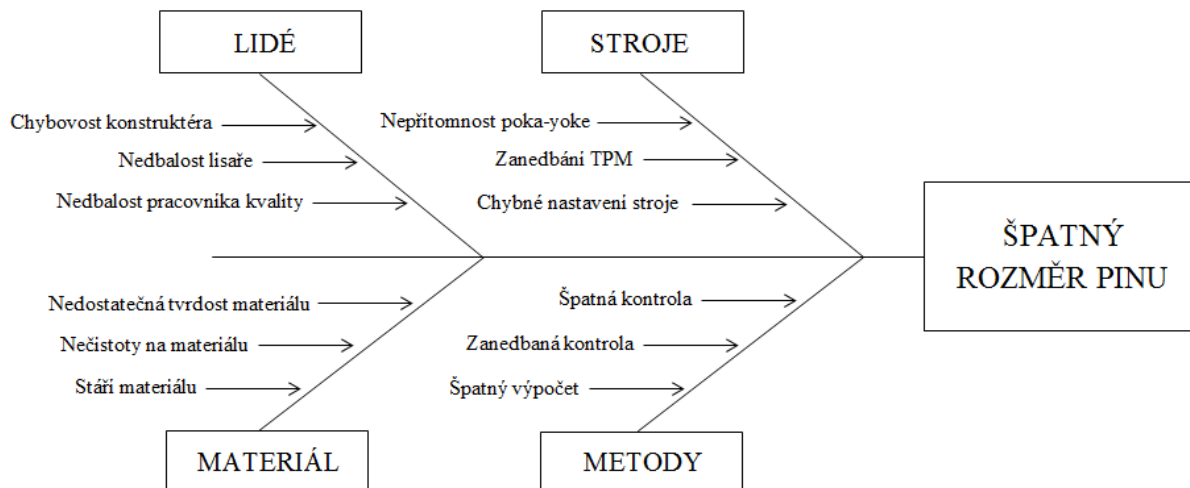 LIDÉ
STROJE
Chybovost konstruktéra
Nedbalost lisaře
Nedbalost pracovníka kvality
Nepřítomnost poka-yoke
Zanedbání TPM
Chybné nastavení stroje
ŠPATNÝ
ROZMĚR PINU
Nedostatečná tvrdost materiálu
Nečistoty na materiálu
Stáří materiálu
Špatná kontrola
Zanedbaná kontrola
Špatný výpočet
MATERIÁL
METODY